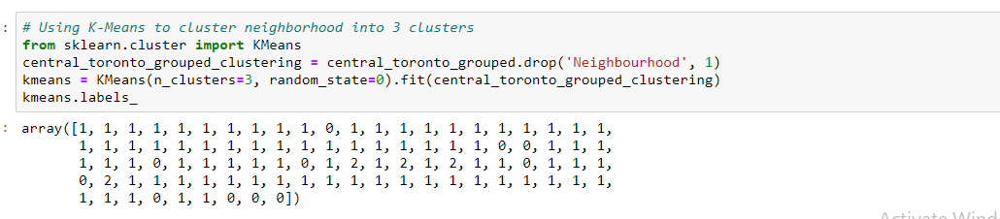 : # Using K-Means to cluster neighborhood into 3 clusters
from sklearn.cluster import KMeans
central_toronto_grouped_clustering = central_toronto_grouped.drop('Neighbourhood', 1)
kmeans = KMeans(n_clusters=3, random_state=0).fit(central_toronto_grouped_clustering)
kmeans.labels_
: array([1, 1, 1, 1, 1, 1, 1, 1, 1, 1, 0, 1, 1, 1, 1, 1, 1, 1, 1, 1, 1, 1,
1, 1, 1, 1, 1, 1, 1, 1, 1, 1, 1, 1, 1, 1, 1, 1, 1, 0, 0, 1, 1, 1,
1, 1, 1, 0, 1, 1, 1, 1, 1, 0, 1, 2, 1, 2, 1, 2, 1, 1, 0, 1, 1, 1,
0, 2, 1, 1, 1, 1, 1, 1, 1, 1, 1, 1, 1, 1, 1, 1, 1, 1, 1, 1, 1, 1,
1, 1, 1, 0, 1, 1, 0, 0, 0])
Activate Wind